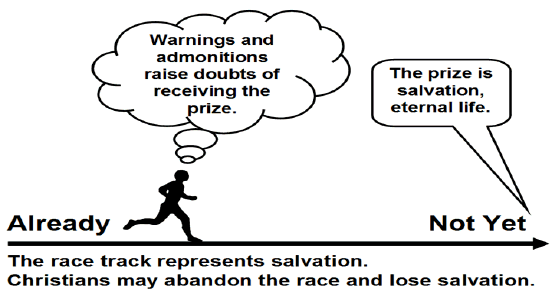 Warnings and
admonitions
raise doubts of
receiving the
prize.
The prize is
salvation,
eternal life.
Already
Not Yet
The race track represents salvation.
Christians may abandon the race and lose salvation.